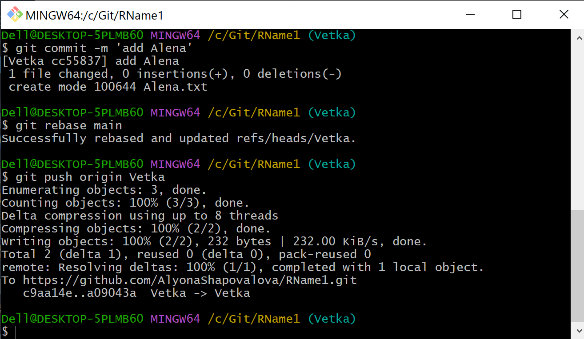 MINGW64:/c/Git/RName1
Dell@DESKTOP-5PLMB60 MINGW64 /c/Git/RName1 (Vetka)
$ git commit -m 'add Alena'
[Vetka cc55837] add Alena
 1 file changed, 0 insertions(+), 0 deletions(-)
 create mode 100644 Alena.txt

Dell@DESKTOP-5PLMB60 MINGW64 /c/Git/RName1 (Vetka)
$ git rebase main
Successfully rebased and updated refs/heads/Vetka.

Dell@DESKTOP-5PLMB60 MINGW64 /c/Git/RName1 (Vetka)
$ git push origin Vetka
Enumerating objects: 3, done.
Counting objects: 100% (3/3), done.
Delta compression using up to 8 threads
Compressing objects: 100% (2/2), done.
Writing objects: 100% (2/2), 232 bytes | 232.00 KiB/s, done.
Total 2 (delta 1), reused 0 (delta 0), pack-reused 0
remote: Resolving deltas: 100% (1/1), completed with 1 local object.
To https://github.com/AlyonaShapovalova/RName1.git
   c9aa14e..a09043a  Vetka -> Vetka

Dell@DESKTOP-5PLMB60 MINGW64 /c/Git/RName1 (Vetka)
$